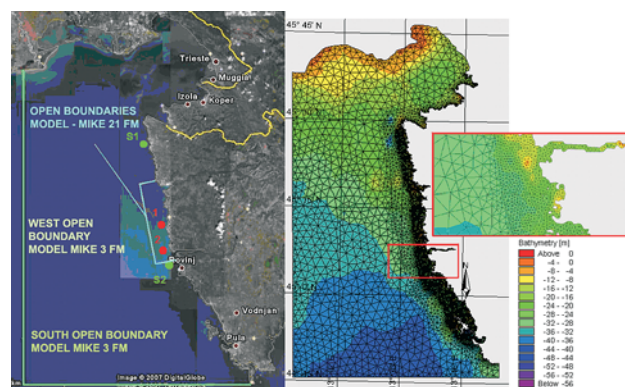 Trieste
Muggia
Izola
Koper
OPEN BOUNDARIES
MODEL - MIKE 21 FM
S1
WEST OPEN
BOUNDARY
MODEL MIKE 3 FM
S2
Rovinj
Vodnjan
SOUTH OPEN BOUNDARY
MODEL MIKE 3 FM
Pula
Image © 2007 DigitalGlobe
45° 45' N
Bathymetry [m]
Above 0
-4 - 0
-8 - -4
-12 - -8
-16 - -12
-20 - -16
-24 - -20
-28 - -24
-32 - -28
-36 - -32
-40 - -36
-44 - -40
-48 - -44
-52 - -48
-56 - -52
Below -56